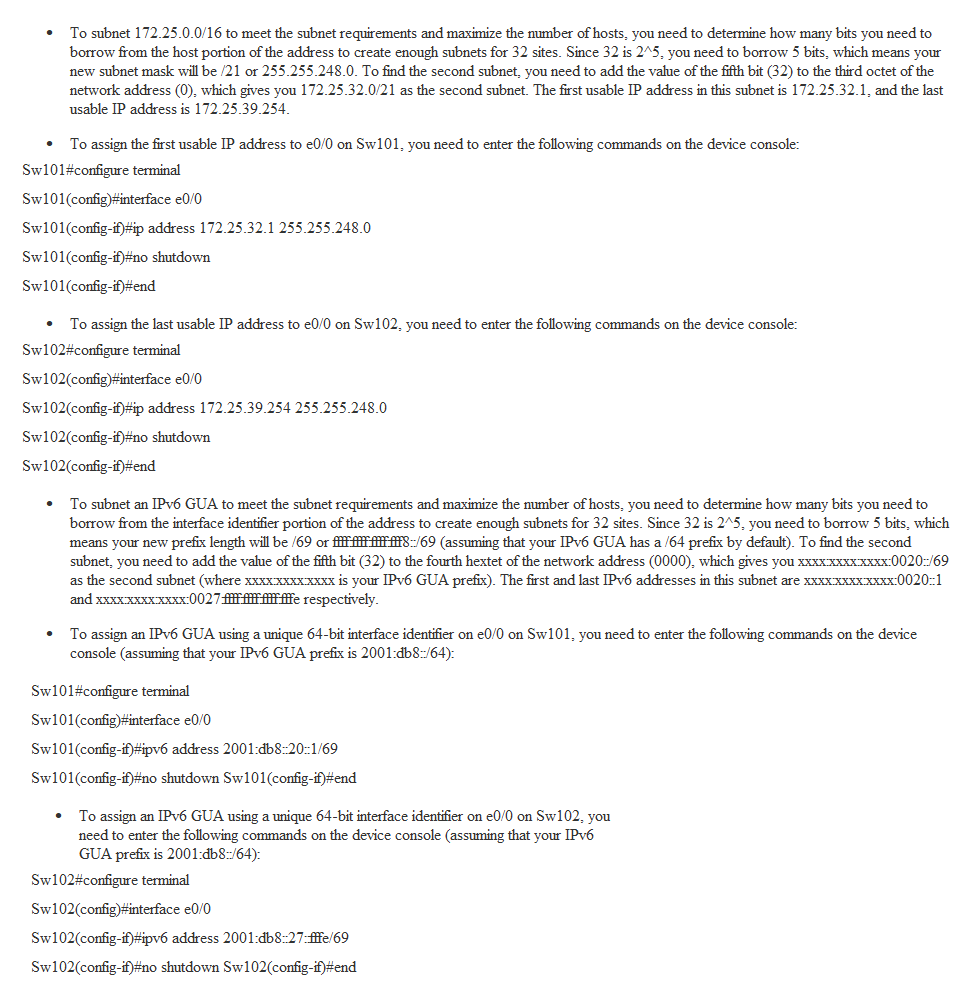 • To subnet 172.25.0.0/16 to meet the subnet requirements and maximize the number of hosts, you need to determine how many bits you need to
borrow from the host portion of the address to create enough subnets for 32 sites. Since 32 is 2^5, you need to borrow 5 bits, which means your
new subnet mask will be /21 or 255.255.248.0. To find the second subnet, you need to add the value of the fifth bit (32) to the third octet of the
network address (0), which gives you 172.25.32.0/21 as the second subnet. The first usable IP address in this subnet is 172.25.32.1, and the last
usable IP address is 172.25.39.254.
• To assign the first usable IP address to e0/0 on Sw101, you need to enter the following commands on the device console:
Sw101#configure terminal
Sw101(config)#interface e0/0
Sw101(config-if)#ip address 172.25.32.1 255.255.248.0
Sw101(config-if)#no shutdown
Sw101(config-if)#end
• To assign the last usable IP address to e0/0 on Sw102, you need to enter the following commands on the device console:
Sw102#configure terminal
Sw102(config)#interface e0/0
Sw102(config-if)#ip address 172.25.39.254 255.255.248.0
Sw102(config-if)#no shutdown
Sw102(config-if)#end
• To subnet an IPv6 GUA to meet the subnet requirements and maximize the number of hosts, you need to determine how many bits you need to
borrow from the interface identifier portion of the address to create enough subnets for 32 sites. Since 32 is 2^5, you need to borrow 5 bits, which
means your new prefix length will be /69 or ffff:ffff:ffff:fff8::/69 (assuming that your IPv6 GUA has a /64 prefix by default). To find the second
subnet, you need to add the value of the fifth bit (32) to the fourth hextet of the network address (0000), which gives you xxxx:xxxx:xxxx:0020::/69
as the second subnet (where xxxx:xxxx:xxxx is your IPv6 GUA prefix). The first and last IPv6 addresses in this subnet are xxxx:xxxx:xxxx:0020::1
and xxxx:xxxx:xxxx:0027:ffff:ffff:ffff:fffe respectively.
• To assign an IPv6 GUA using a unique 64-bit interface identifier on e0/0 on Sw101, you need to enter the following commands on the device
console (assuming that your IPv6 GUA prefix is 2001:db8::/64):
Sw101#configure terminal
Sw101(config)#interface e0/0
Sw101(config-if)#ipv6 address 2001:db8::20::1/69
Sw101(config-if)#no shutdown Sw101(config-if)#end
• To assign an IPv6 GUA using a unique 64-bit interface identifier on e0/0 on Sw102, you
need to enter the following commands on the device console (assuming that your IPv6
GUA prefix is 2001:db8::/64):
Sw102#configure terminal
Sw102(config)#interface e0/0
Sw102(config-if)#ipv6 address 2001:db8::27::fffe/69
Sw102(config-if)#no shutdown Sw102(config-if)#end